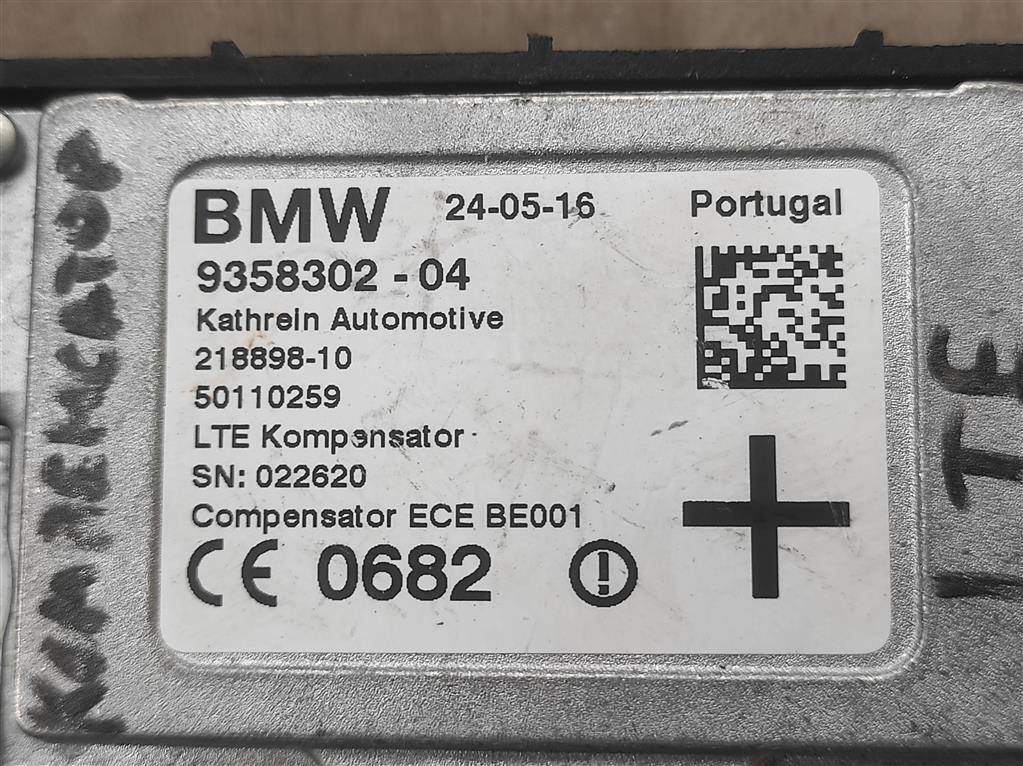 BMW 24-05-16 Portugal
9358302 - 04
Kathrein Automotive
218898-10
50110259
LTE Kompensator
SN: 022620
Compensator ECE BE001
CE 0682